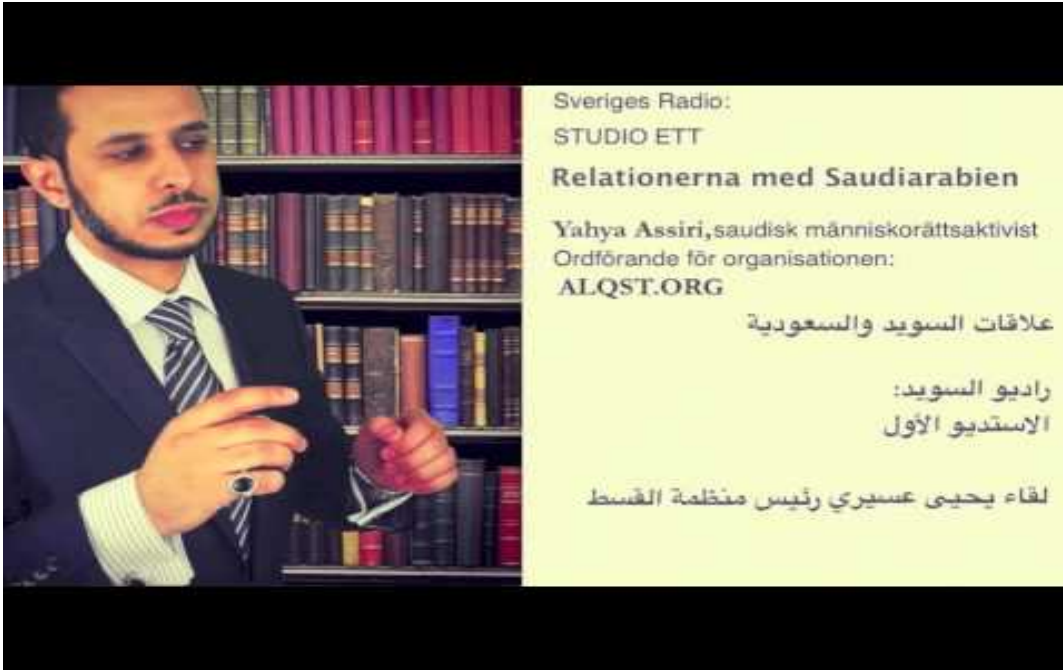 Sveriges Radio:
STUDIO ETT
Relationerna med Saudiarabien
Yahya Assiri,saudisk människorättsaktivist
Ordförande för organisationen:
ALQST.ORG
علاقات السويد والسعودية
راديو السويد:
الاستديو الأول
لقاء يحيى عسيري رئيس منظمة القسط